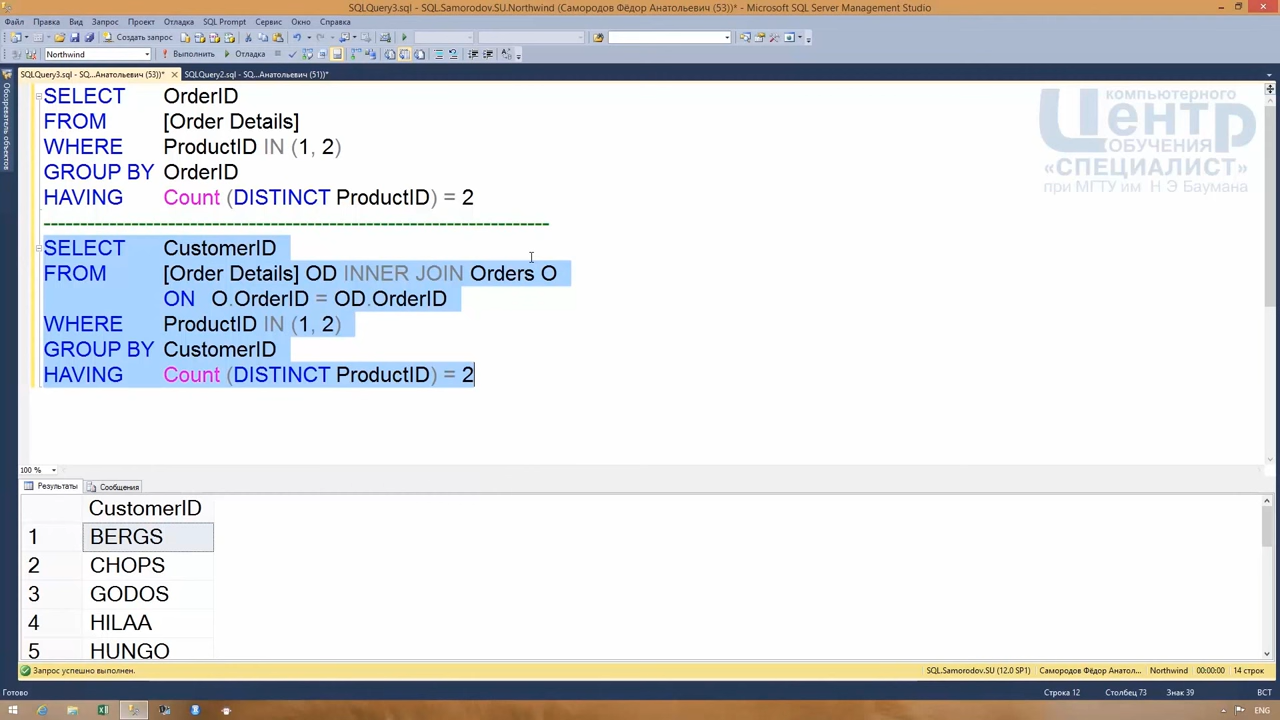 SQLQuery3.sql - SQL.Samorodov.SU.Northwind (Самородов Фёдор Анатольевич (53))* - Microsoft SQL Server Management Studio
Файл Правка Вид Запрос Проект Отладка SQL Prompt Сервис Окно Справка
Создать запрос
Northwind Выполнить Отладка
SQLQuery3.sql - SQ...Анатольевич (53))* SQLQuery2.sql - SQ...Анатольевич (51))*
Обозреватель объектов
компьютерного
Центр
ОБУЧЕНИЯ
«СПЕЦИАЛИСТ»
при МГТУ им Н Э Баумана
SELECT OrderID
FROM [Order Details]
WHERE ProductID IN (1, 2)
GROUP BY OrderID
HAVING Count (DISTINCT ProductID) = 2
----------------------------------------------------------------------
SELECT CustomerID
FROM [Order Details] OD INNER JOIN Orders O
ON O.OrderID = OD.OrderID
WHERE ProductID IN (1, 2)
GROUP BY CustomerID
HAVING Count (DISTINCT ProductID) = 2
100 %
Результаты Сообщения
CustomerID
1 BERGS
2 CHOPS
3 GODOS
4 HILAA
5 HUNGO
Запрос успешно выполнен. SQL.Samorodov.SU (12.0 SP1) Самородов Фёдор Анатол... Northwind 00:00:00 14 строк
Готово Строка 12 Столбец 73 Знак 39 ВСТ
ENG